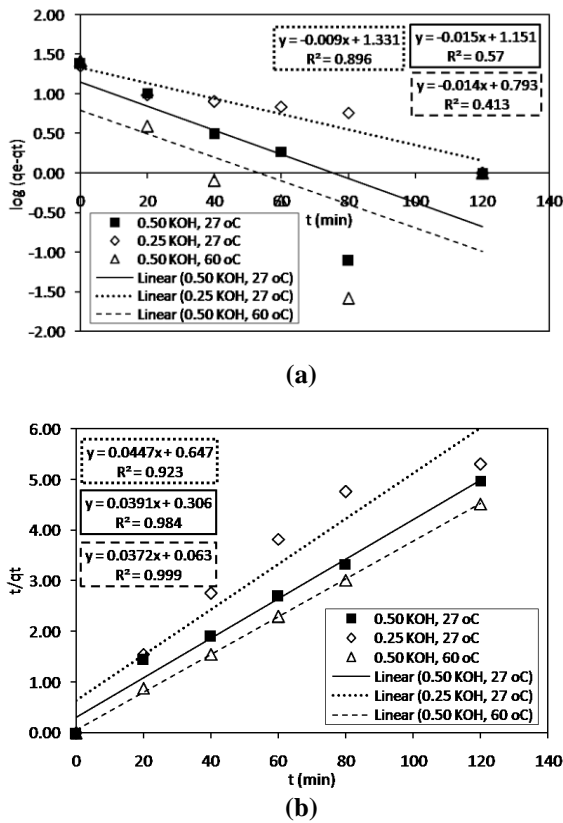 2.00
1.50
1.00
0.50
0.00
-0.50
-1.00
-1.50
-2.00
log (qe-qt)
y = -0.009x + 1.331
R² = 0.896
y = -0.015x + 1.151
R² = 0.57
y = -0.014x + 0.793
R² = 0.413
0 20 40 60 80 100 120 140
t (min)
0.50 KOH, 27 oC
0.25 KOH, 27 oC
0.50 KOH, 60 oC
Linear (0.50 KOH, 27 oC)
Linear (0.25 KOH, 27 oC)
Linear (0.50 KOH, 60 oC)
(a)
6.00
5.00
4.00
3.00
2.00
1.00
0.00
t/qt
y = 0.0447x + 0.647
R² = 0.923
y = 0.0391x + 0.306
R² = 0.984
y = 0.0372x + 0.063
R² = 0.999
0.50 KOH, 27 oC
0.25 KOH, 27 oC
0.50 KOH, 60 oC
Linear (0.50 KOH, 27 oC)
Linear (0.25 KOH, 27 oC)
Linear (0.50 KOH, 60 oC)
0 20 40 60 80 100 120 140
t (min)
(b)